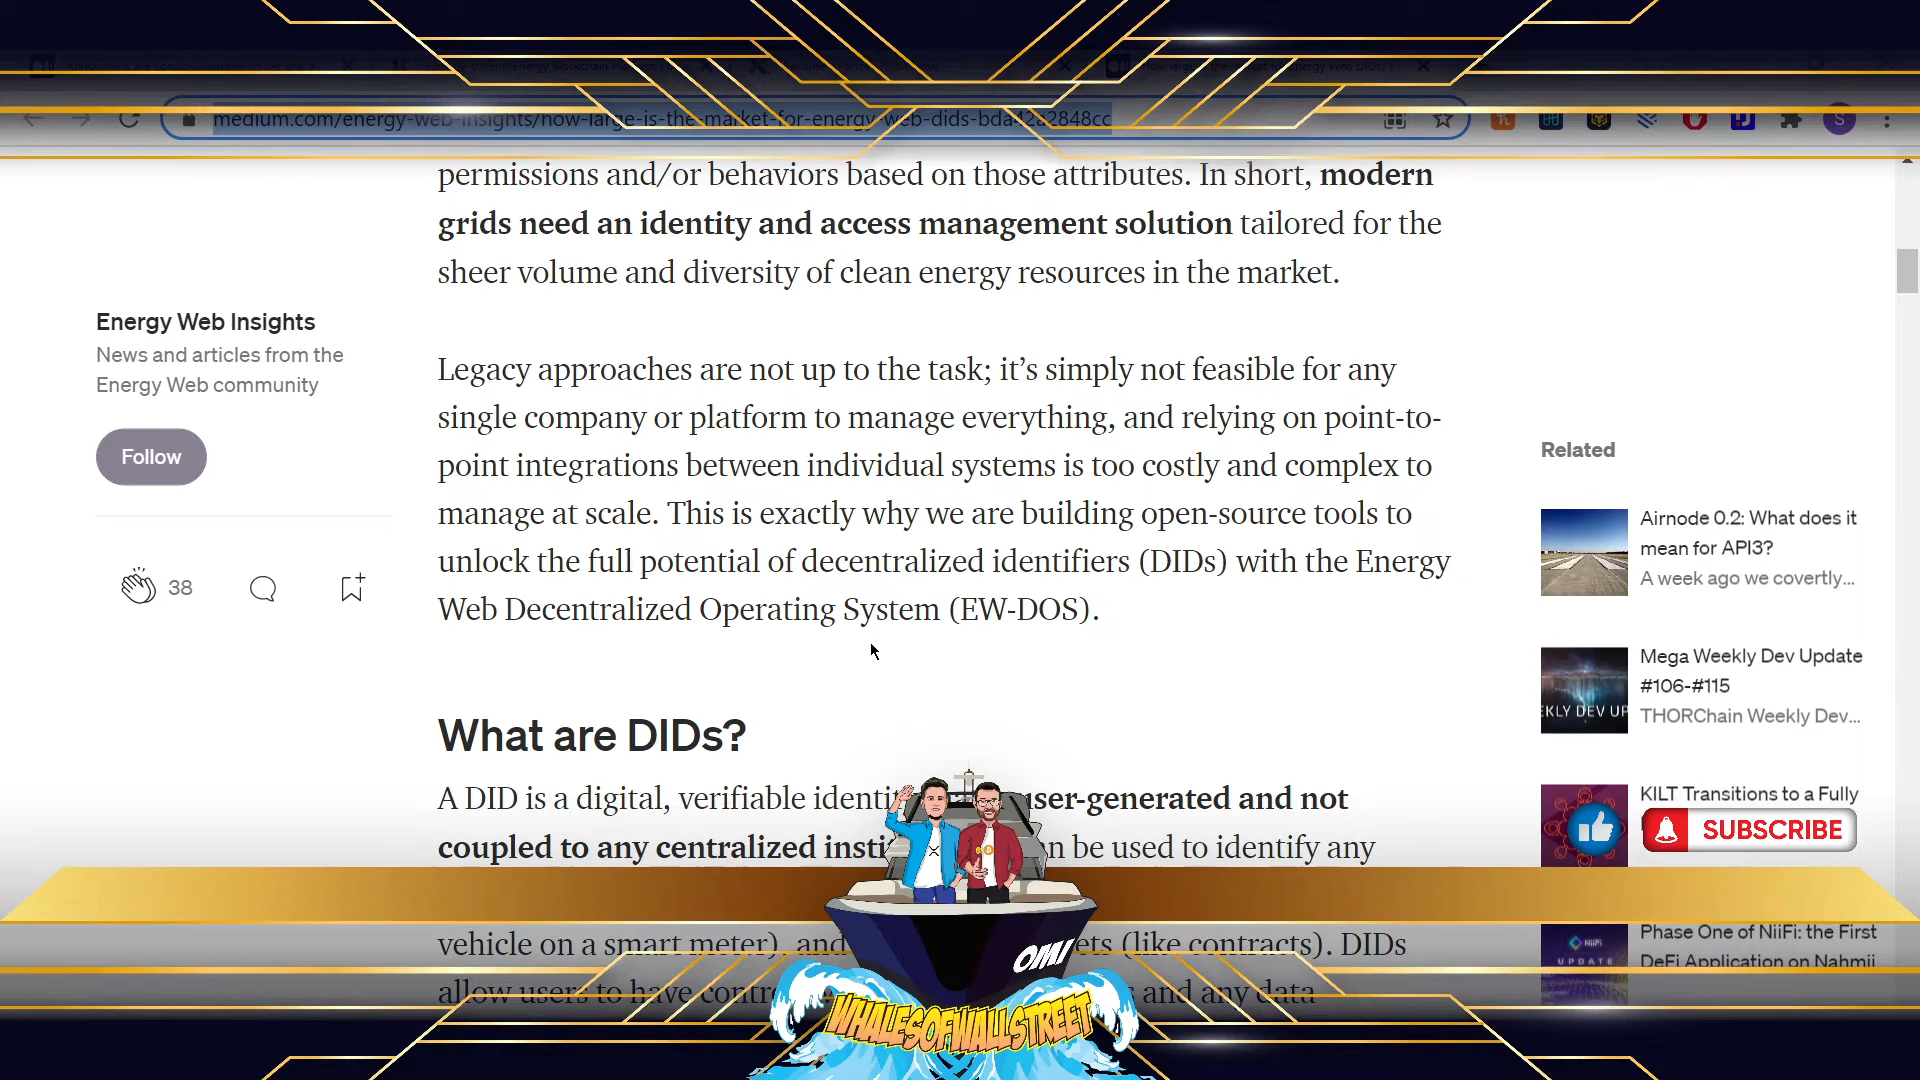 medium.com/energy-web-insights/how-large-is-the-market-for-energy-web-dids-bda42a2848cc
S
permissions and/or behaviors based on those attributes. In short, modern
grids need an identity and access management solution tailored for the
sheer volume and diversity of clean energy resources in the market.
Energy Web Insights
News and articles from the
Energy Web community
Follow
38
Legacy approaches are not up to the task; it’s simply not feasible for any
single company or platform to manage everything, and relying on point-to-
point integrations between individual systems is too costly and complex to
manage at scale. This is exactly why we are building open-source tools to
unlock the full potential of decentralized identifiers (DIDs) with the Energy
Web Decentralized Operating System (EW-DOS).
What are DIDs?
A DID is a digital, verifiable user-generated and not
coupled to any centralized be used to identify any
vehicle on a smart meter), and (like contracts). DIDs
allow users to have and any data
Related
Airnode 0.2: What does it
mean for API3?
A week ago we covertly...
Mega Weekly Dev Update
#106-#115
THORChain Weekly Dev...
EKLY DEV UP
KILT Transitions to a Fully
SUBSCRIBE
Phase One of NiiFi: the First
DeFi Application on Nahmii
NiiFi
UPDATE
OMI
WHALESOFWALLSTREET